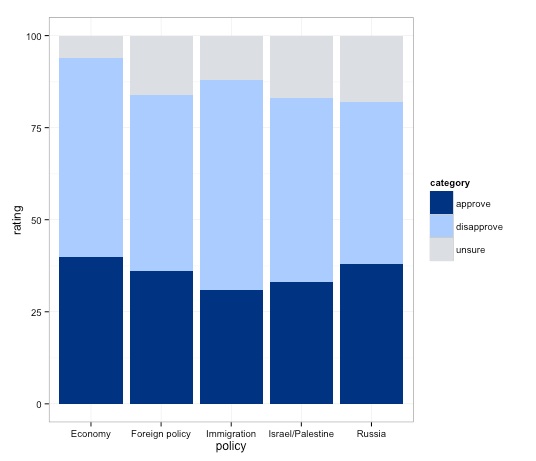 100
75
50
25
0
rating
Economy Foreign policy Immigration Israel/Palestine Russia
policy
category
approve
disapprove
unsure